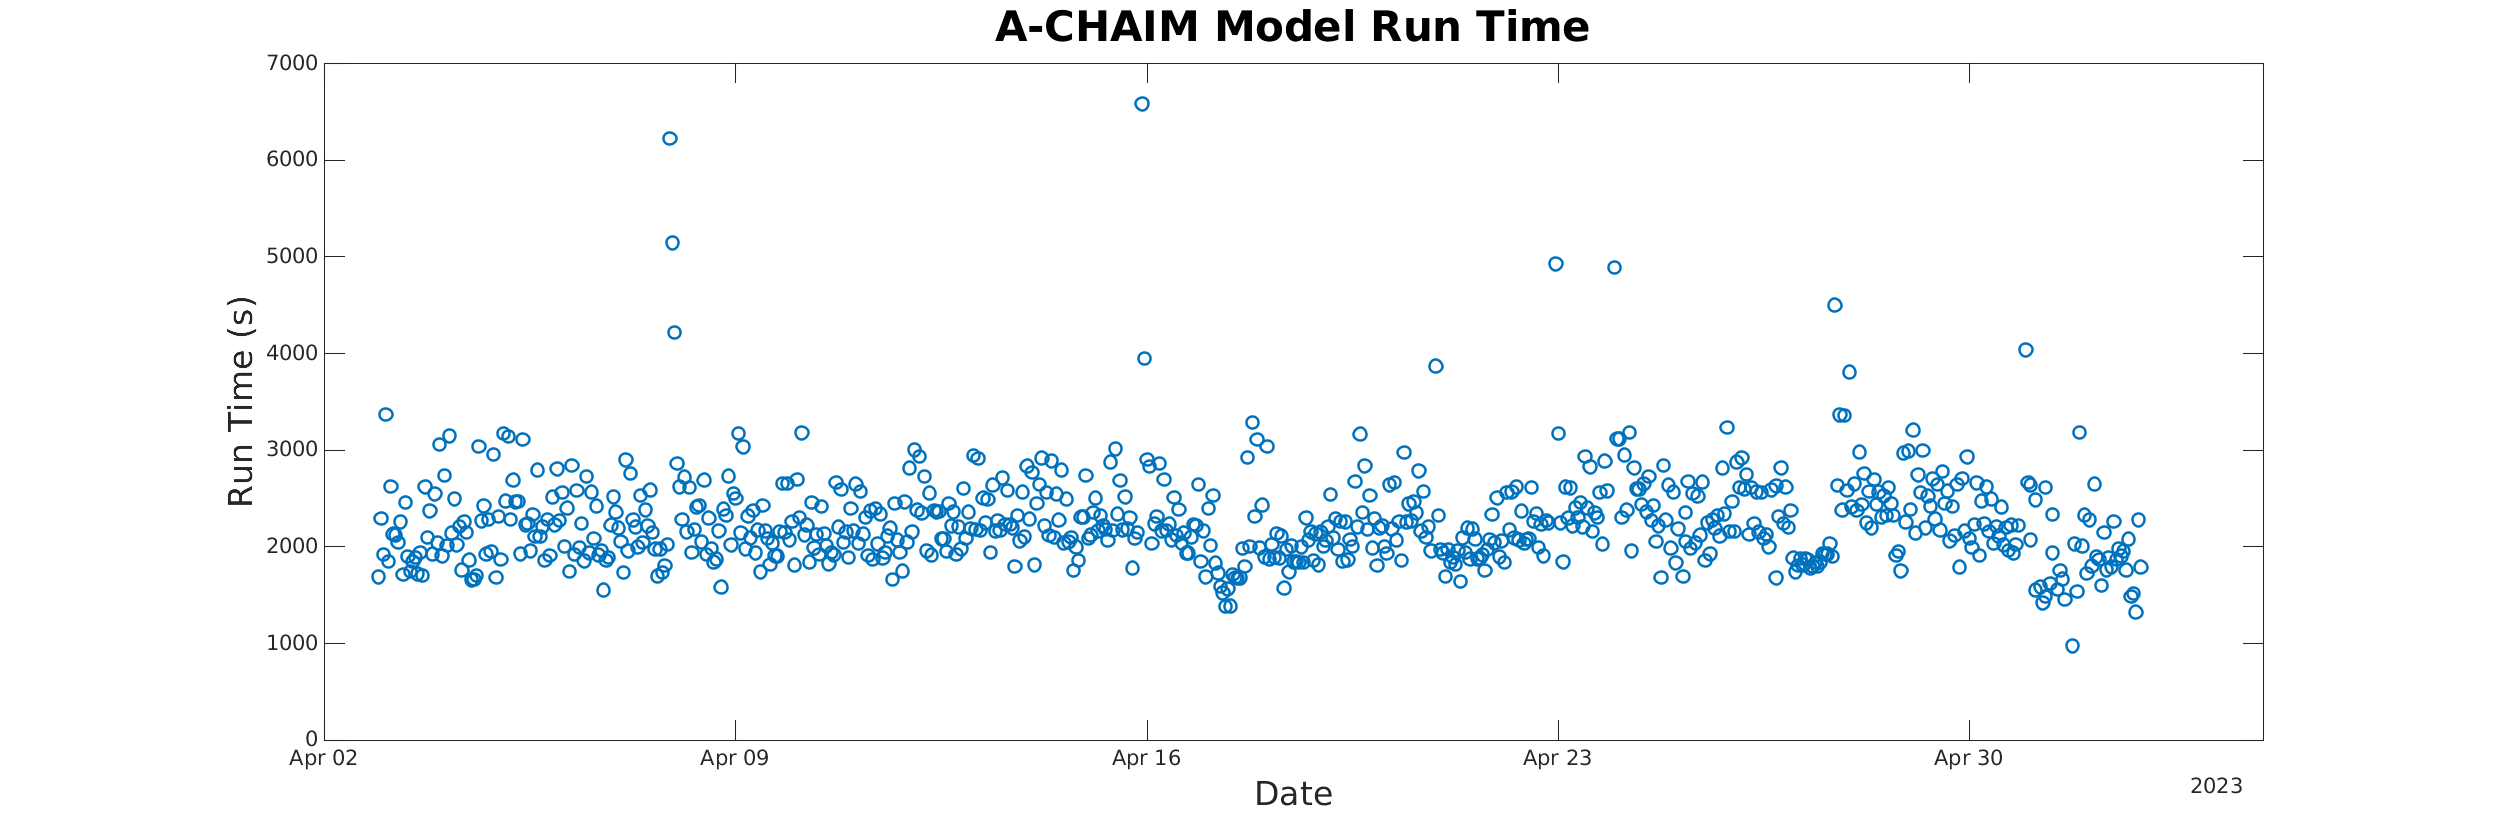 A-CHAIM Model Run Time
7000
6000
5000
4000
3000
2000
1000
0
Run Time (s)
Apr 02
Apr 09
Apr 16
Apr 23
Apr 30
2023
Date